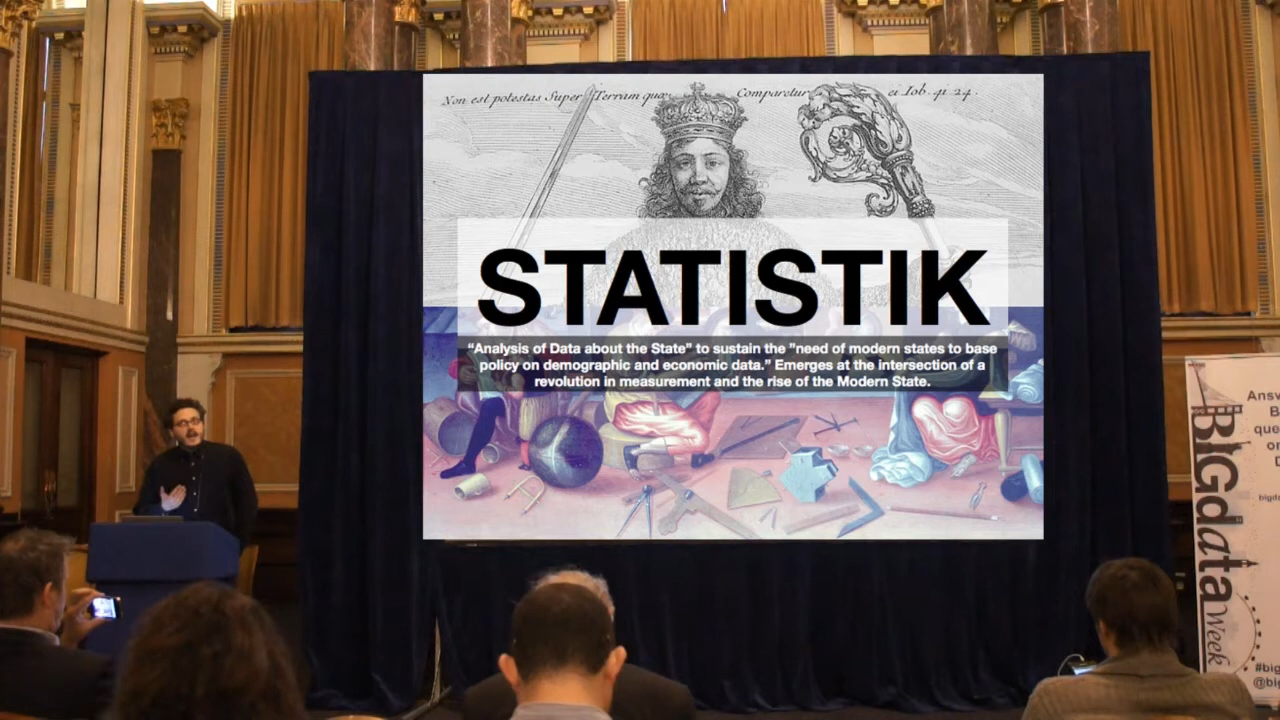 Non est potestas Super Terram quæ Comparetur ei Iob. 41. 24.
STATISTIK
“Analysis of Data about the State” to sustain the ”need of modern states to base
policy on demographic and economic data.” Emerges at the intersection of a
revolution in measurement and the rise of the Modern State.
BIGdata Week
#big
@big